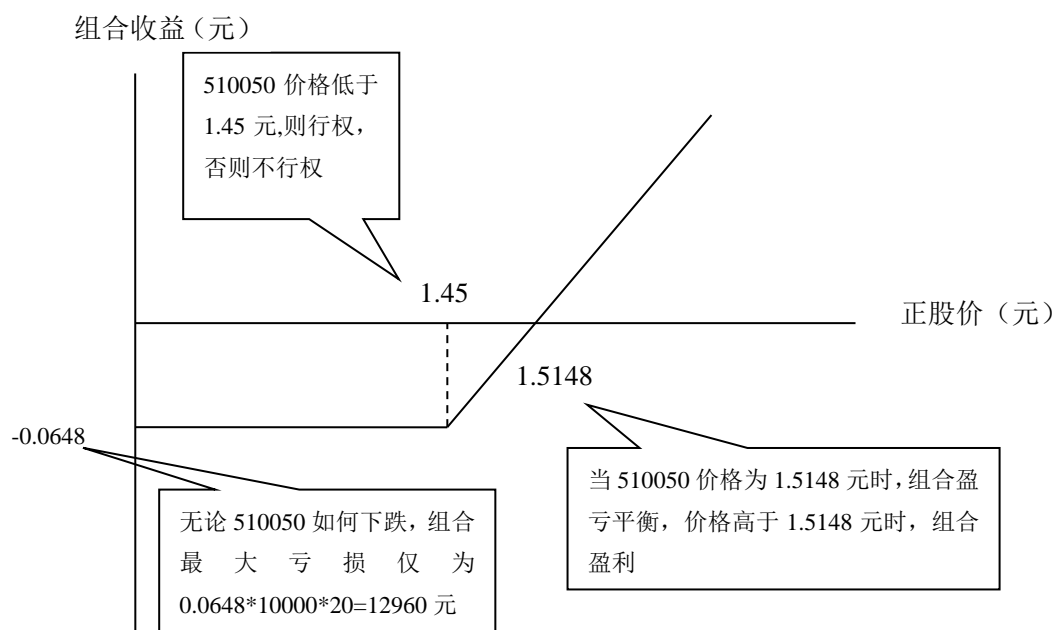 组合收益（元）
510050 价格低于
1.45 元,则行权，
否则不行权
1.45
正股价（元）
1.5148
-0.0648
当 510050 价格为 1.5148 元时，组合盈
亏平衡，价格高于 1.5148 元时，组合
盈利
无论 510050 如何下跌，组合
最大亏损仅为
0.0648*10000*20=12960 元